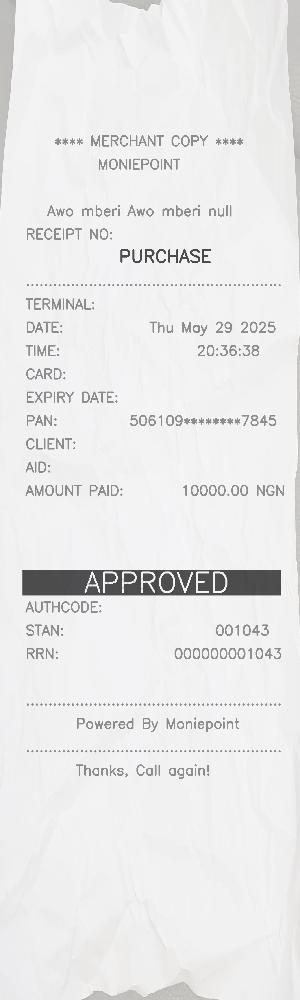 **** MERCHANT COPY ****
MONIEPOINT
Awo mberi Awo mberi null
RECEIPT NO:
PURCHASE
TERMINAL:
DATE: Thu May 29 2025
TIME: 20:36:38
CARD:
EXPIRY DATE:
PAN: 506109********7845
CLIENT:
AID:
AMOUNT PAID: 10000.00 NGN
APPROVED
AUTHCODE:
STAN: 001043
RRN: 000000001043
Powered By Moniepoint
Thanks, Call again!